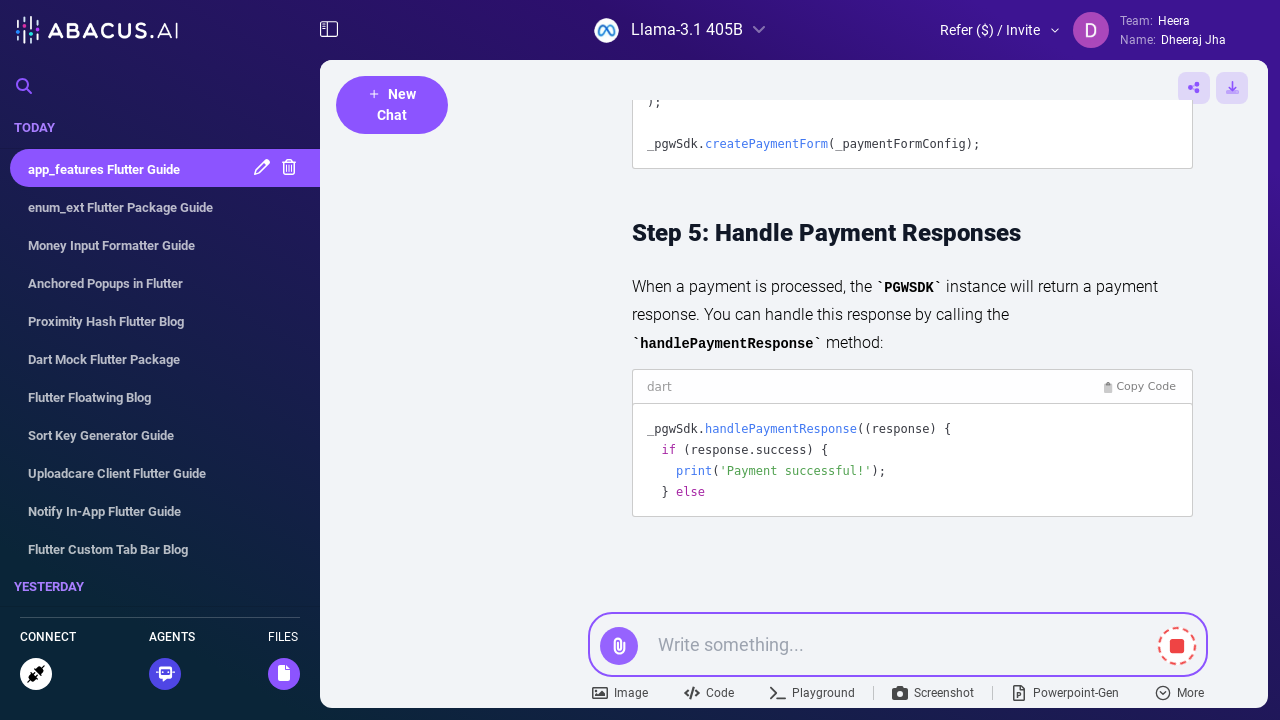 ABACUS.AI
Llama-3.1 405B
Refer ($) / Invite
D
Team: Heera
Name: Dheeraj Jha
TODAY
app_features Flutter Guide
enum_ext Flutter Package Guide
Money Input Formatter Guide
Anchored Popups in Flutter
Proximity Hash Flutter Blog
Dart Mock Flutter Package
Flutter Floatwing Blog
Sort Key Generator Guide
Uploadcare Client Flutter Guide
Notify In-App Flutter Guide
Flutter Custom Tab Bar Blog
YESTERDAY
CONNECT
AGENTS
FILES
+ New
Chat
);
_pgwSdk.createPaymentForm(_paymentFormConfig);
Step 5: Handle Payment Responses
When a payment is processed, the `PGWSDK` instance will return a payment
response. You can handle this response by calling the
`handlePaymentResponse` method:
dart
Copy Code
_pgwSdk.handlePaymentResponse((response) {
if (response.success) {
print('Payment successful!');
} else
Write something...
Image
Code
Playground
Screenshot
Powerpoint-Gen
More